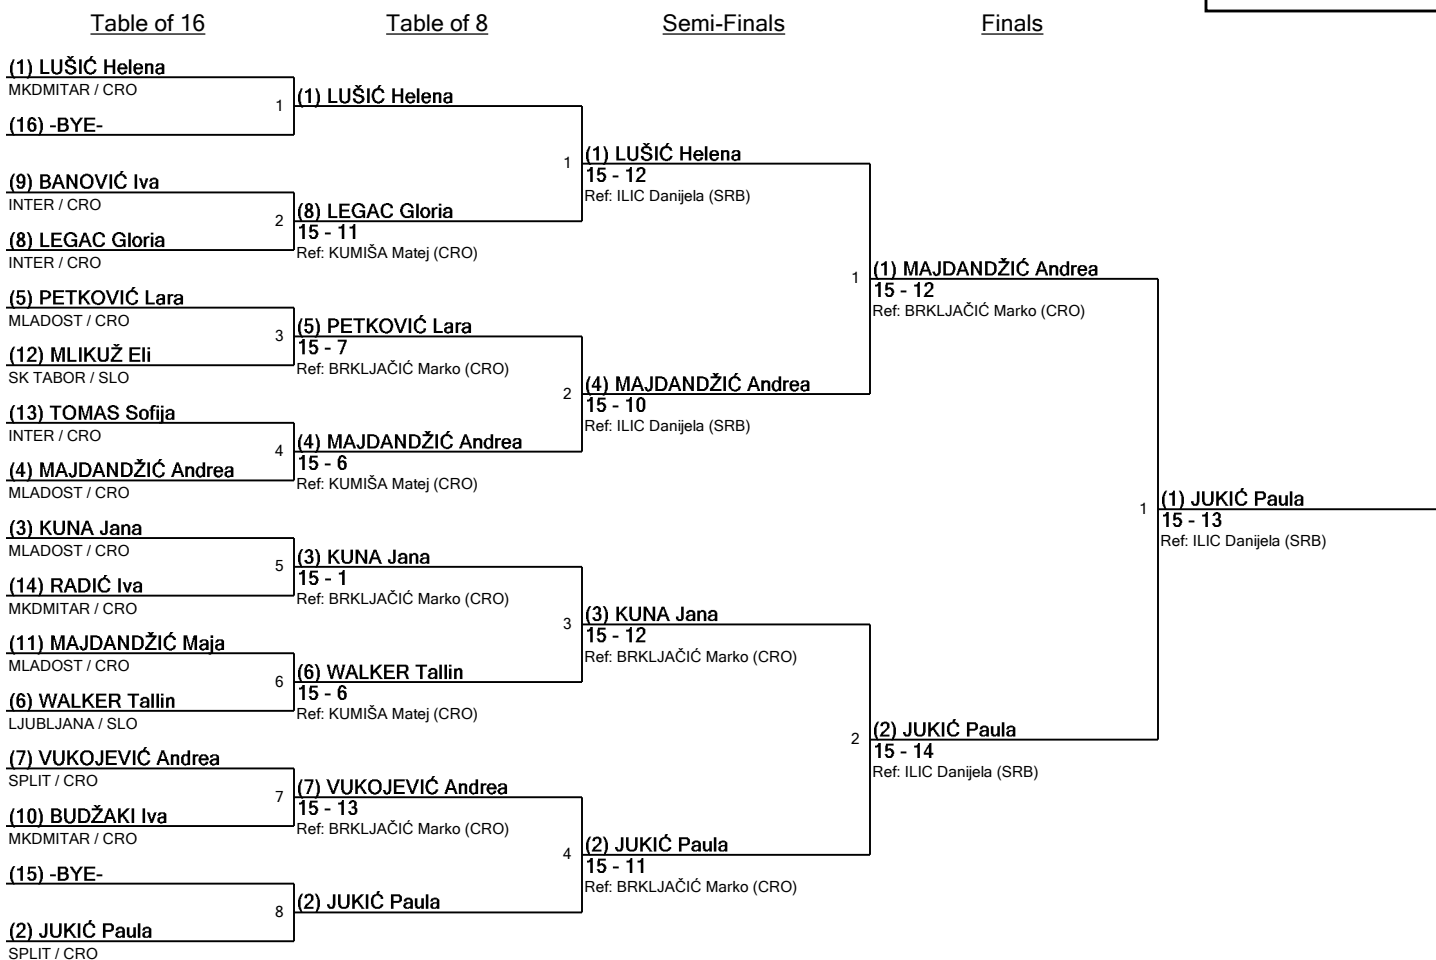 Table of 16
Table of 8
Semi-Finals
Finals
(1) LUŠIĆ Helena
MKDMITAR / CRO
(16) -BYE-
(9) BANOVIĆ Iva
INTER / CRO
(8) LEGAC Gloria
INTER / CRO
(5) PETKOVIĆ Lara
MLADOST / CRO
(12) MLIKUŽ Eli
SK TABOR / SLO
(13) TOMAS Sofija
INTER / CRO
(4) MAJDANDŽIĆ Andrea
MLADOST / CRO
(3) KUNA Jana
MLADOST / CRO
(14) RADIĆ Iva
MKDMITAR / CRO
(11) MAJDANDŽIĆ Maja
MLADOST / CRO
(6) WALKER Tallin
LJUBLJANA / SLO
(7) VUKOJEVIĆ Andrea
SPLIT / CRO
(10) BUDŽAKI Iva
MKDMITAR / CRO
(15) -BYE-
(2) JUKIĆ Paula
SPLIT / CRO
1
(1) LUŠIĆ Helena
2
(8) LEGAC Gloria
15 - 11
Ref: KUMIŠA Matej (CRO)
3
(5) PETKOVIĆ Lara
15 - 7
Ref: BRKLJAČIĆ Marko (CRO)
4
(4) MAJDANDŽIĆ Andrea
15 - 6
Ref: KUMIŠA Matej (CRO)
5
(3) KUNA Jana
15 - 1
Ref: BRKLJAČIĆ Marko (CRO)
6
(6) WALKER Tallin
15 - 6
Ref: KUMIŠA Matej (CRO)
7
(7) VUKOJEVIĆ Andrea
15 - 13
Ref: BRKLJAČIĆ Marko (CRO)
8
(2) JUKIĆ Paula
1
(1) LUŠIĆ Helena
15 - 12
Ref: ILIC Danijela (SRB)
2
(4) MAJDANDŽIĆ Andrea
15 - 10
Ref: ILIC Danijela (SRB)
3
(3) KUNA Jana
15 - 12
Ref: BRKLJAČIĆ Marko (CRO)
4
(2) JUKIĆ Paula
15 - 11
Ref: BRKLJAČIĆ Marko (CRO)
1
(1) MAJDANDŽIĆ Andrea
15 - 12
Ref: BRKLJAČIĆ Marko (CRO)
2
(2) JUKIĆ Paula
15 - 14
Ref: ILIC Danijela (SRB)
1
(1) JUKIĆ Paula
15 - 13
Ref: ILIC Danijela (SRB)